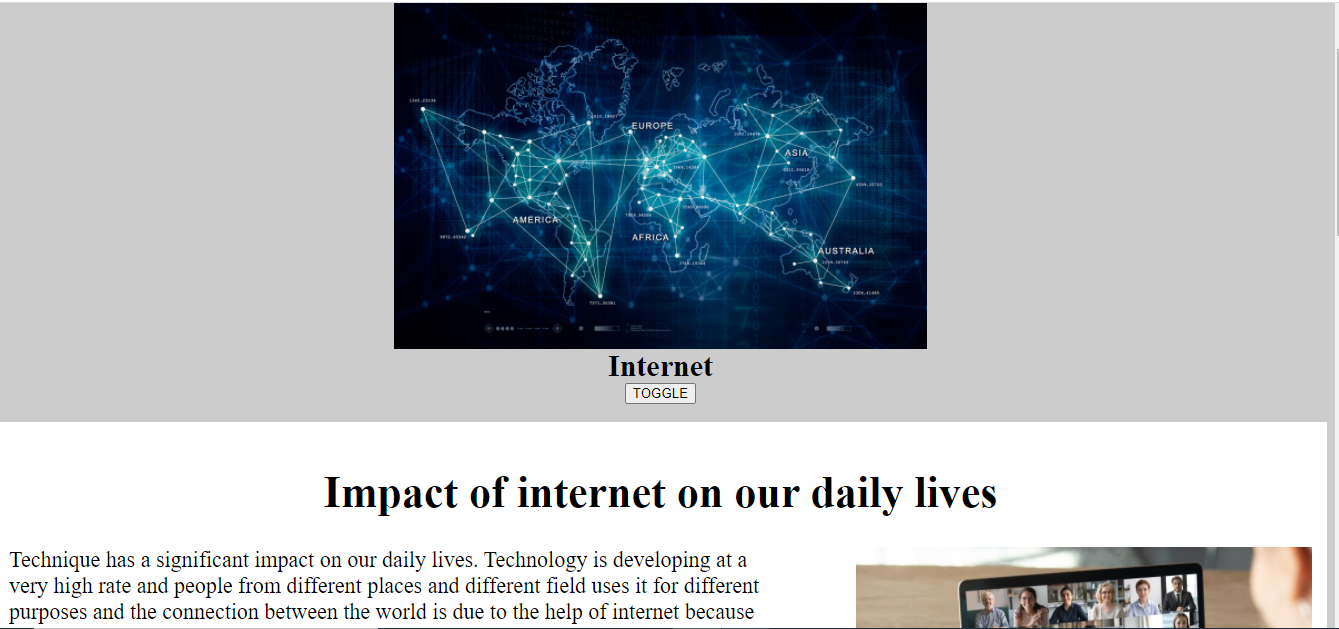 EUROPE
ASIA
AMERICA
AFRICA
AUSTRALIA
Internet
TOGGLE
Impact of internet on our daily lives
Technique has a significant impact on our daily lives. Technology is developing at a
very high rate and people from different places and different field uses it for different
purposes and the connection between the world is due to the help of internet because